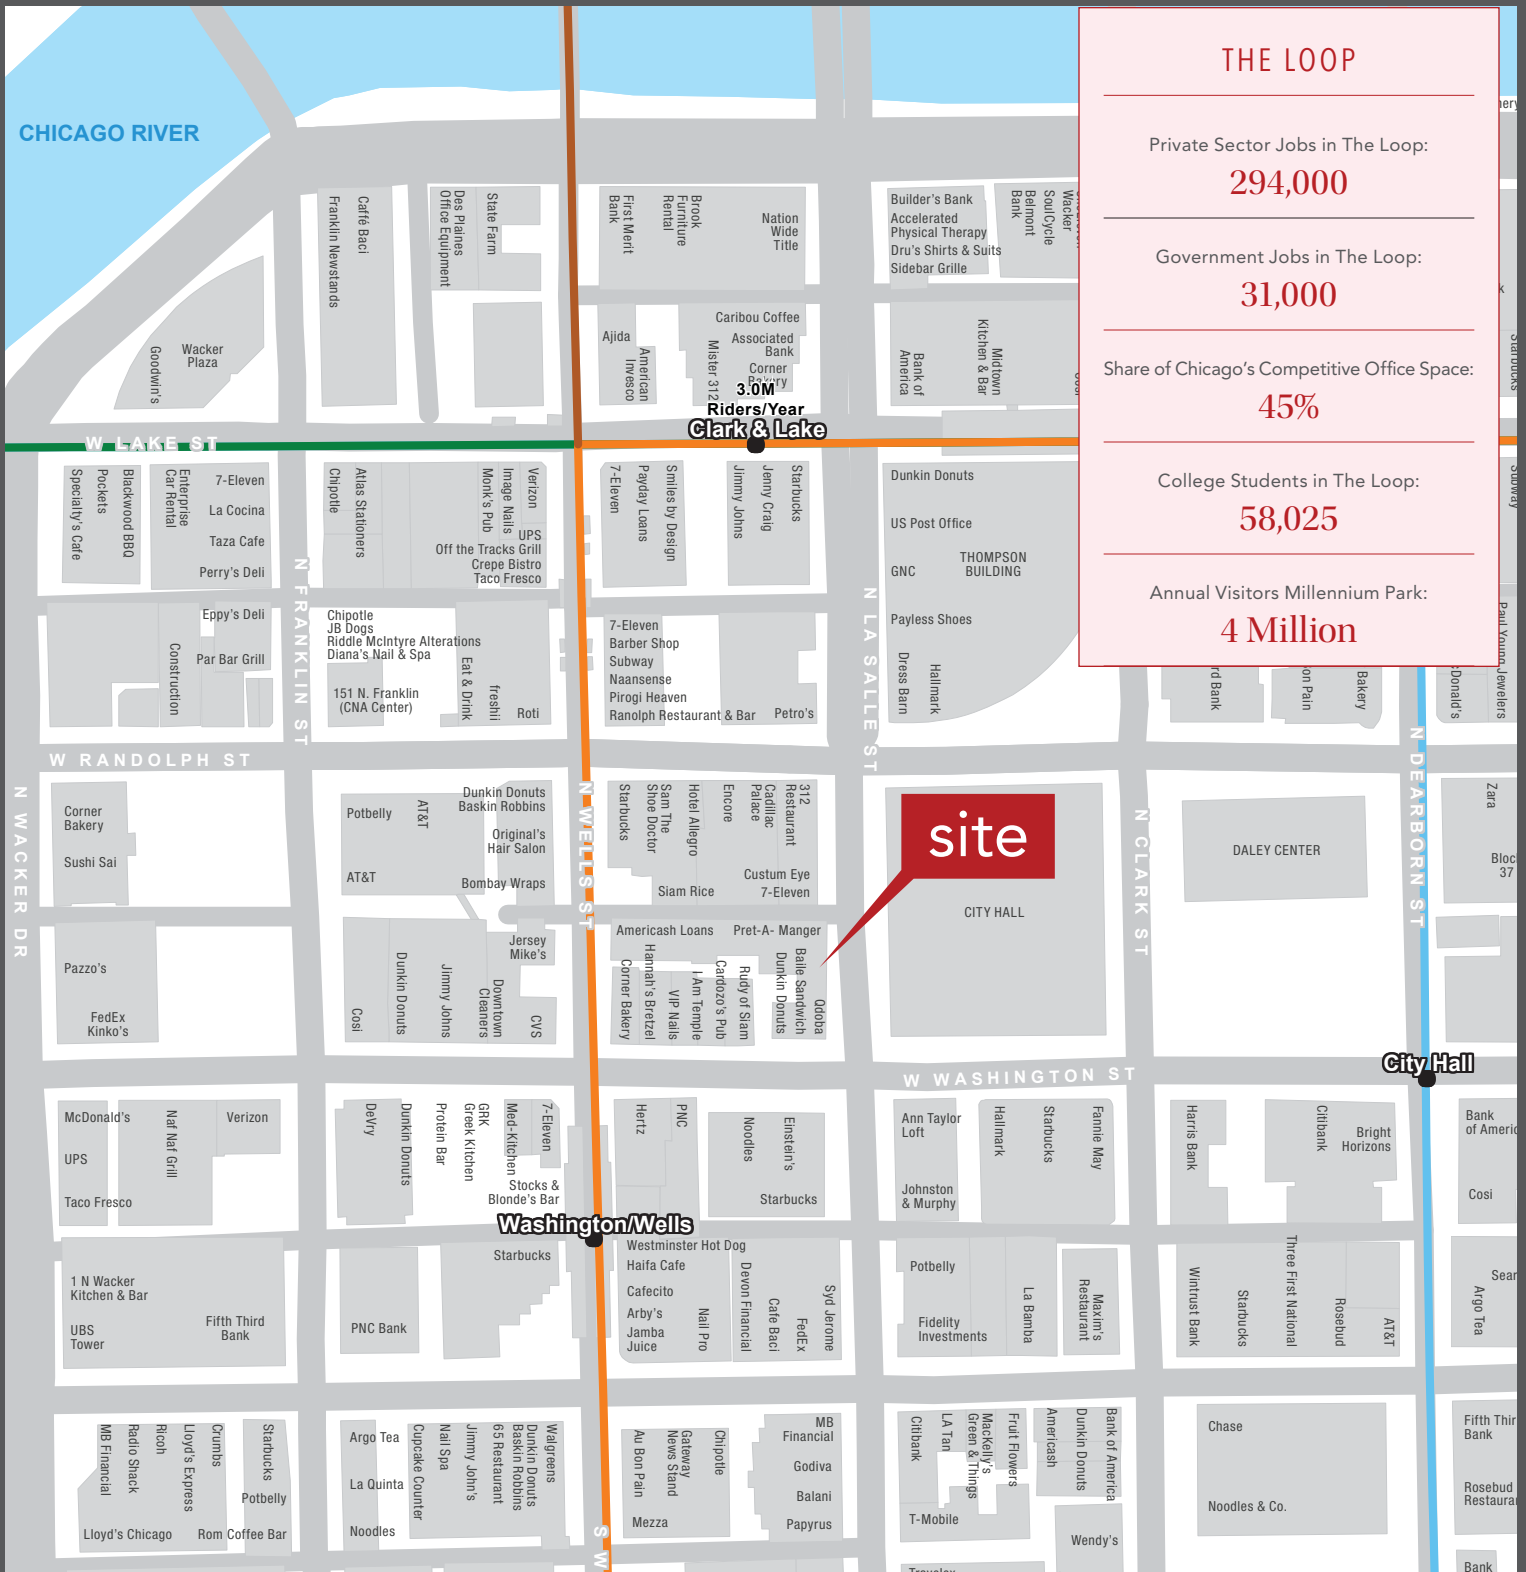 THE LOOP
Private Sector Jobs in The Loop:
294,000
Government Jobs in The Loop:
31,000
Share of Chicago's Competitive Office Space:
45%
College Students in The Loop:
58,025
Annual Visitors Millennium Park:
4 Million
CHICAGO RIVER
Franklin Newstands
Caffé Baci
Des Plaines
Office Equipment
State Farm
First Merit
Bank
Brook
Furniture
Rental
Nation
Wide
Title
Builder's Bank
Accelerated
Physical Therapy
Dru's Shirts & Suits
Sidebar Grille
Belmont
Bank
SoulCycle
Wacker
Goodwin's
Wacker
Plaza
Ajida
American
Invesco
Mister 312
Caribou Coffee
Associated
Bank
Corner
Bakery
Bank of
America
Midtown
Kitchen & Bar
Starbucks
3.0M
Riders/Year
Clark & Lake
W LAKE ST
Specialty's Cafe
Pockets
Blackwood BBQ
Enterprise
Car Rental
7-Eleven
La Cocina
Taza Cafe
Perry's Deli
Chipotle
Atlas Stationers
Monk's Pub
Image Nails
Verizon
UPS
Off the Tracks Grill
Crepe Bistro
Taco Fresco
7-Eleven
Payday Loans
Smiles by Design
Jimmy Johns
Jenny Craig
Starbucks
Dunkin Donuts
US Post Office
GNC
THOMPSON
BUILDING
Payless Shoes
Dress Barn
Hallmark
Subway
N FRANKLIN ST
N LA SALLE ST
Eppy's Deli
Construction
Par Bar Grill
Chipotle
JB Dogs
Riddle McIntyre Alterations
Diana's Nail & Spa
151 N. Franklin
(CNA Center)
Eat & Drink
freshii
Roti
7-Eleven
Barber Shop
Subway
Naansense
Pirogi Heaven
Ranolph Restaurant & Bar
Petro's
rd Bank
on Pain
Bakery
cDonald's
Paul Young Jewelers
W RANDOLPH ST
N WACKER DR
N WELLS ST
N CLARK ST
N DEARBORN ST
Corner
Bakery
Sushi Sai
Potbelly
AT&T
AT&T
Dunkin Donuts
Baskin Robbins
Original's
Hair Salon
Bombay Wraps
Starbucks
Sam The
Shoe Doctor
Hotel Allegro
Encore
Cadillac
Palace
312
Restaurant
Siam Rice
Custum Eye
7-Eleven
site
CITY HALL
DALEY CENTER
Zara
Bloc
37
Pazzo's
FedEx
Kinko's
Cosi
Dunkin Donuts
Jimmy Johns
Downtown
Cleaners
Jersey
Mike's
CVS
Americash Loans
Pret-A- Manger
Corner Bakery
Hannah's Bretzel
VIP Nails
I Am Temple
Cardozo's Pub
Rudy of Siam
Dunkin Donuts
Baile Sandwich
Qdoba
W WASHINGTON ST
City Hall
McDonald's
UPS
Taco Fresco
Naf Naf Grill
Verizon
DeVry
Dunkin Donuts
Protein Bar
GRK
Greek Kitchen
Med-Kitchen
7-Eleven
Stocks &
Blonde's Bar
Hertz
PNC
Noodles
Einstein's
Starbucks
Ann Taylor
Loft
Johnston
& Murphy
Hallmark
Starbucks
Fannie May
Harris Bank
Citibank
Bright
Horizons
Bank
of Americ
Cosi
Washington/Wells
1 N Wacker
Kitchen & Bar
UBS
Tower
Fifth Third
Bank
PNC Bank
Starbucks
Westminster Hot Dog
Haifa Cafe
Cafecito
Arby's
Jamba
Juice
Nail Pro
Devon Financial
Cafe Baci
FedEx
Syd Jerome
Potbelly
Fidelity
Investments
La Bamba
Maxim's
Restaurant
Wintrust Bank
Starbucks
Three First National
Rosebud
AT&T
Sear
Argo Tea
MB Financial
Radio Shack
Ricoh
Lloyd's Express
Crumbs
Starbucks
Potbelly
Lloyd's Chicago
Rom Coffee Bar
Argo Tea
La Quinta
Noodles
Cupcake Counter
Nail Spa
Jimmy John's
65 Restaurant
Dunkin Donuts
Baskin Robbins
Walgreens
S W
Au Bon Pain
Gateway
News Stand
Chipotle
Mezza
MB
Financial
Godiva
Balani
Papyrus
Citibank
LA Tan
MacKelly's
Green & Things
Fruit Flowers
Americash
Dunkin Donuts
Bank of America
T-Mobile
Wendy's
Chase
Noodles & Co.
Fifth Thir
Bank
Rosebud
Restaura
Bank